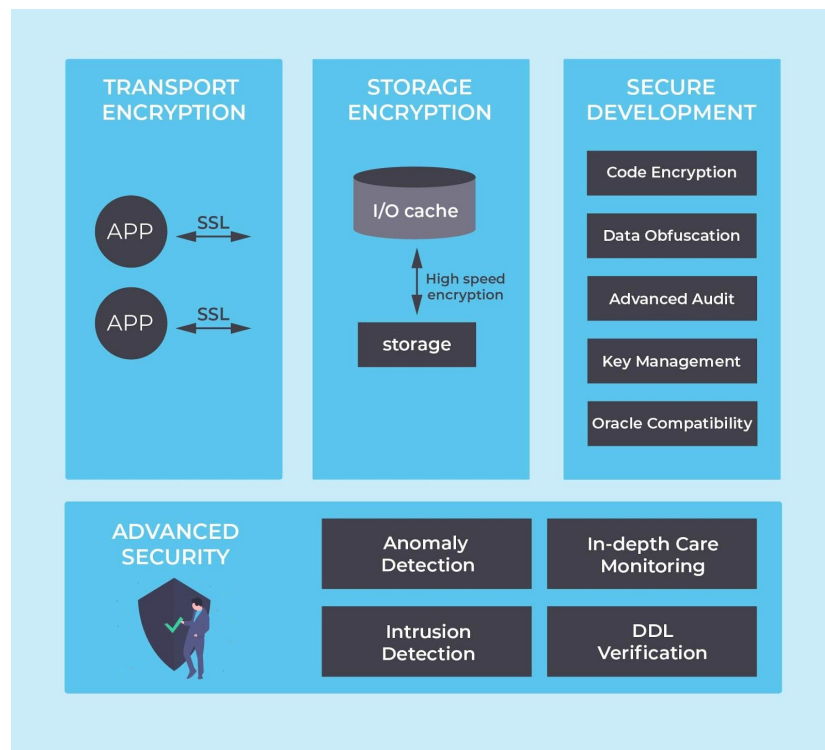 TRANSPORT
ENCRYPTION
APP
SSL
APP
SSL
STORAGE
ENCRYPTION
I/O cache
High speed
encryption
storage
SECURE
DEVELOPMENT
Code Encryption
Data Obfuscation
Advanced Audit
Key Management
Oracle Compatibility
ADVANCED
SECURITY
Anomaly
Detection
In-depth Care
Monitoring
Intrusion
Detection
DDL
Verification